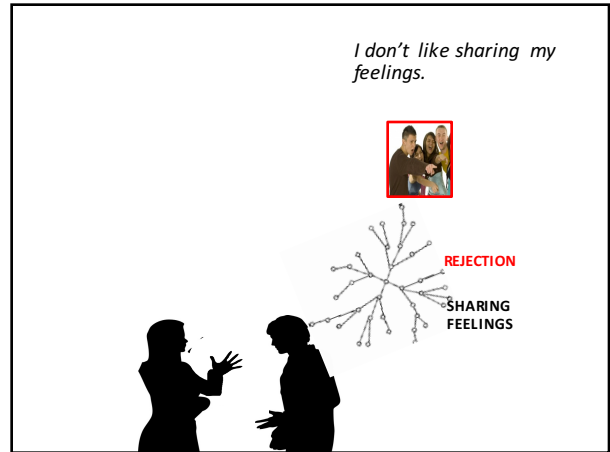 I don’t like sharing my
feelings.
REJECTION
SHARING
FEELINGS